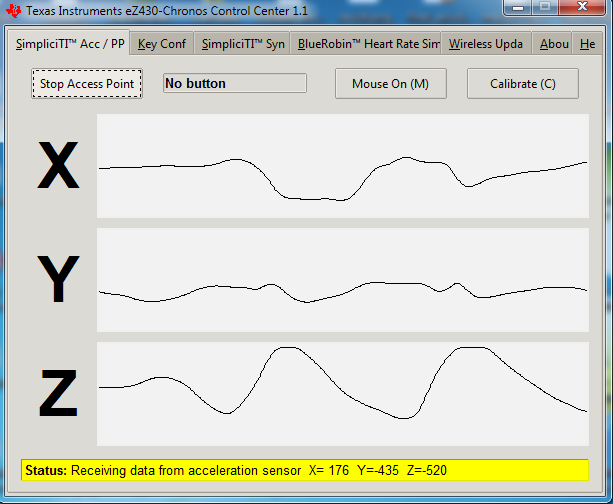 Texas Instruments eZ430-Chronos Control Center 1.1
SimpliciTI™ Acc / PP Key Conf SimpliciTI™ Syn BlueRobin™ Heart Rate Sim Wireless Upda Abou He
Stop Access Point No button Mouse On (M) Calibrate (C)
X
Y
Z
Status: Receiving data from acceleration sensor X= 176 Y=-435 Z=-520